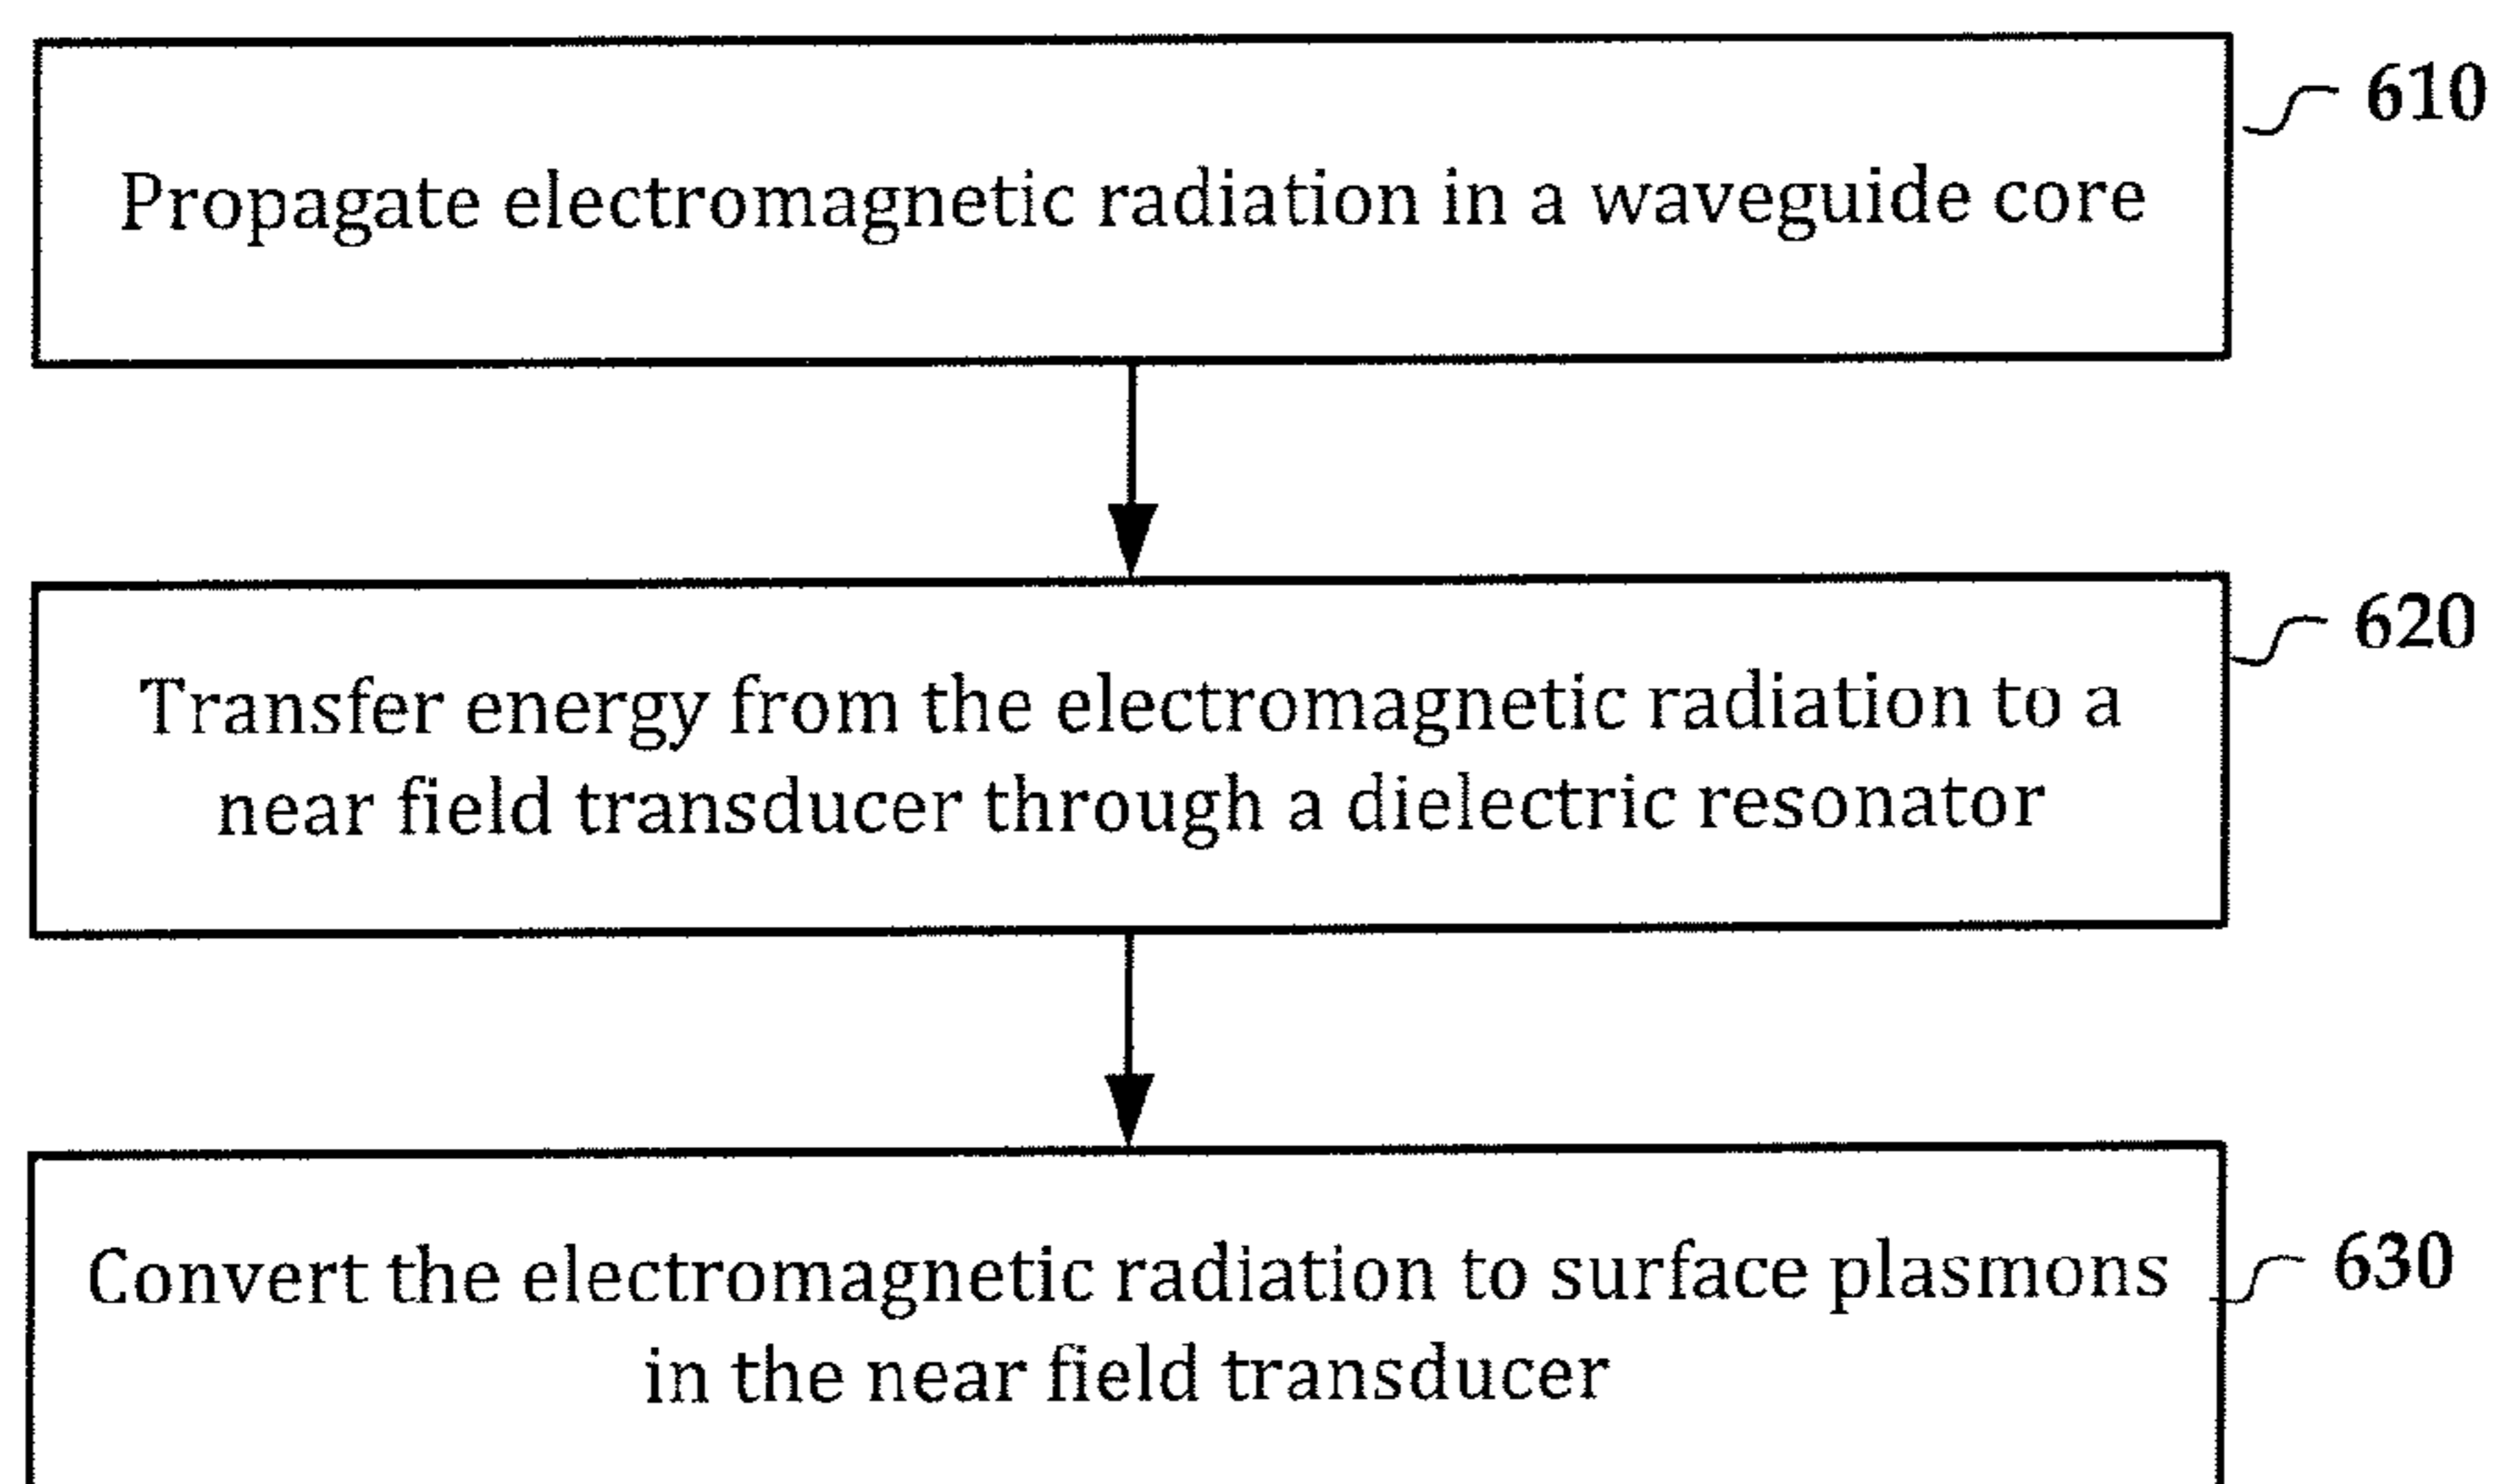 610
Propagate electromagnetic radiation in a waveguide core
620
Transfer energy from the electromagnetic radiation to a
near field transducer through a dielectric resonator
630
Convert the electromagnetic radiation to surface plasmons
in the near field transducer